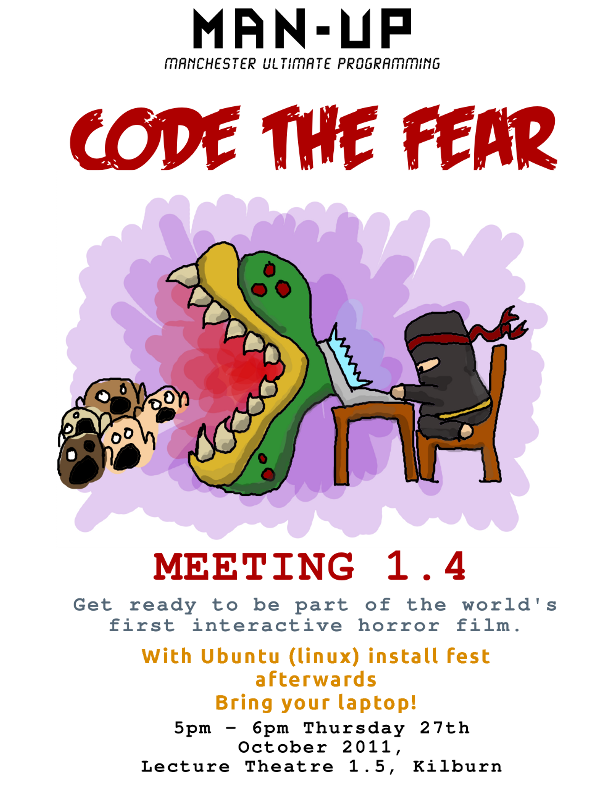 MAN-UP
MANCHESTER ULTIMATE PROGRAMMING
CODE THE FEAR
MEETING 1.4
Get ready to be part of the world's
first interactive horror film.
With Ubuntu (linux) install fest
afterwards
Bring your laptop!
5pm – 6pm Thursday 27th
October 2011,
Lecture Theatre 1.5, Kilburn